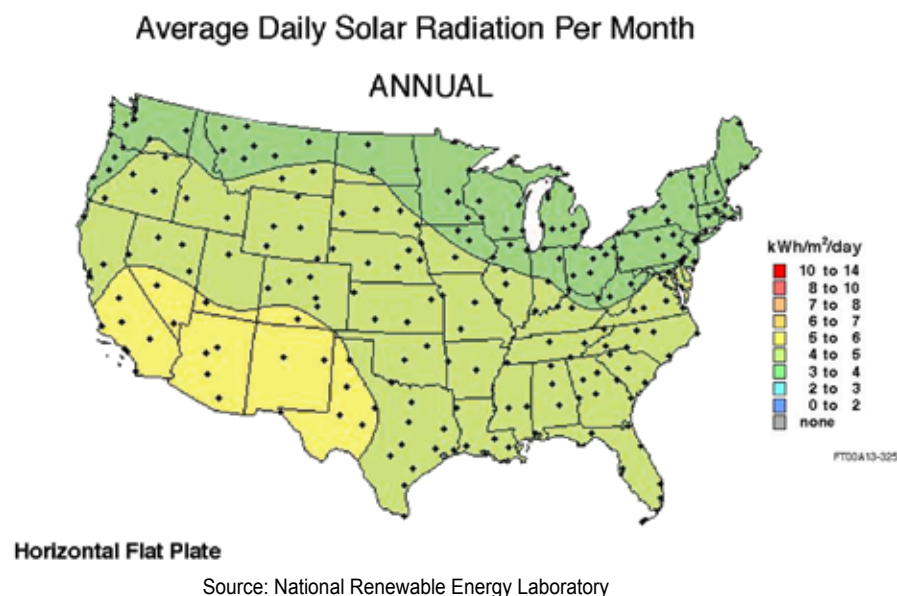 Average Daily Solar Radiation Per Month
ANNUAL
kWh/m²/day
10 to 14
8 to 10
7 to 8
6 to 7
5 to 6
4 to 5
3 to 4
2 to 3
0 to 2
none
FT00A13-325
Horizontal Flat Plate
Source: National Renewable Energy Laboratory